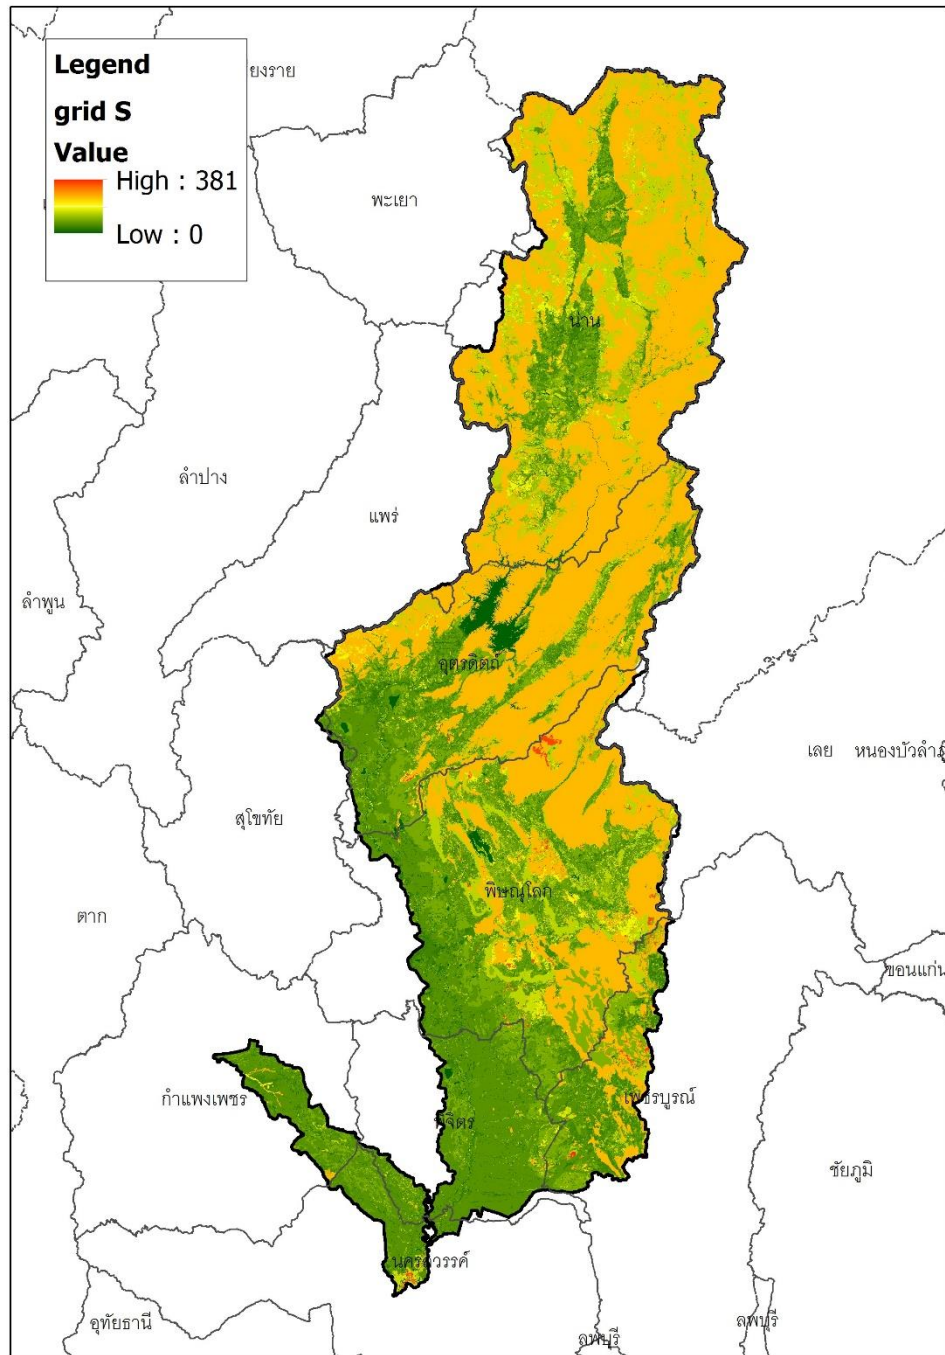 Legend
grid S
Value
High : 381
Low : 0
ยงราย
พะเยา
น่าน
ลำปาง
แพร่
ลำพูน
อุตรดิตถ์
เลย
หนองบัวลำภู
สุโขทัย
พิษณุโลก
ตาก
ขอนแก่น
กำแพงเพชร
เพชรบูรณ์
พิจิตร
ชัยภูมิ
นครสวรรค์
อุทัยธานี
ลพบุรี
ลพบุรี